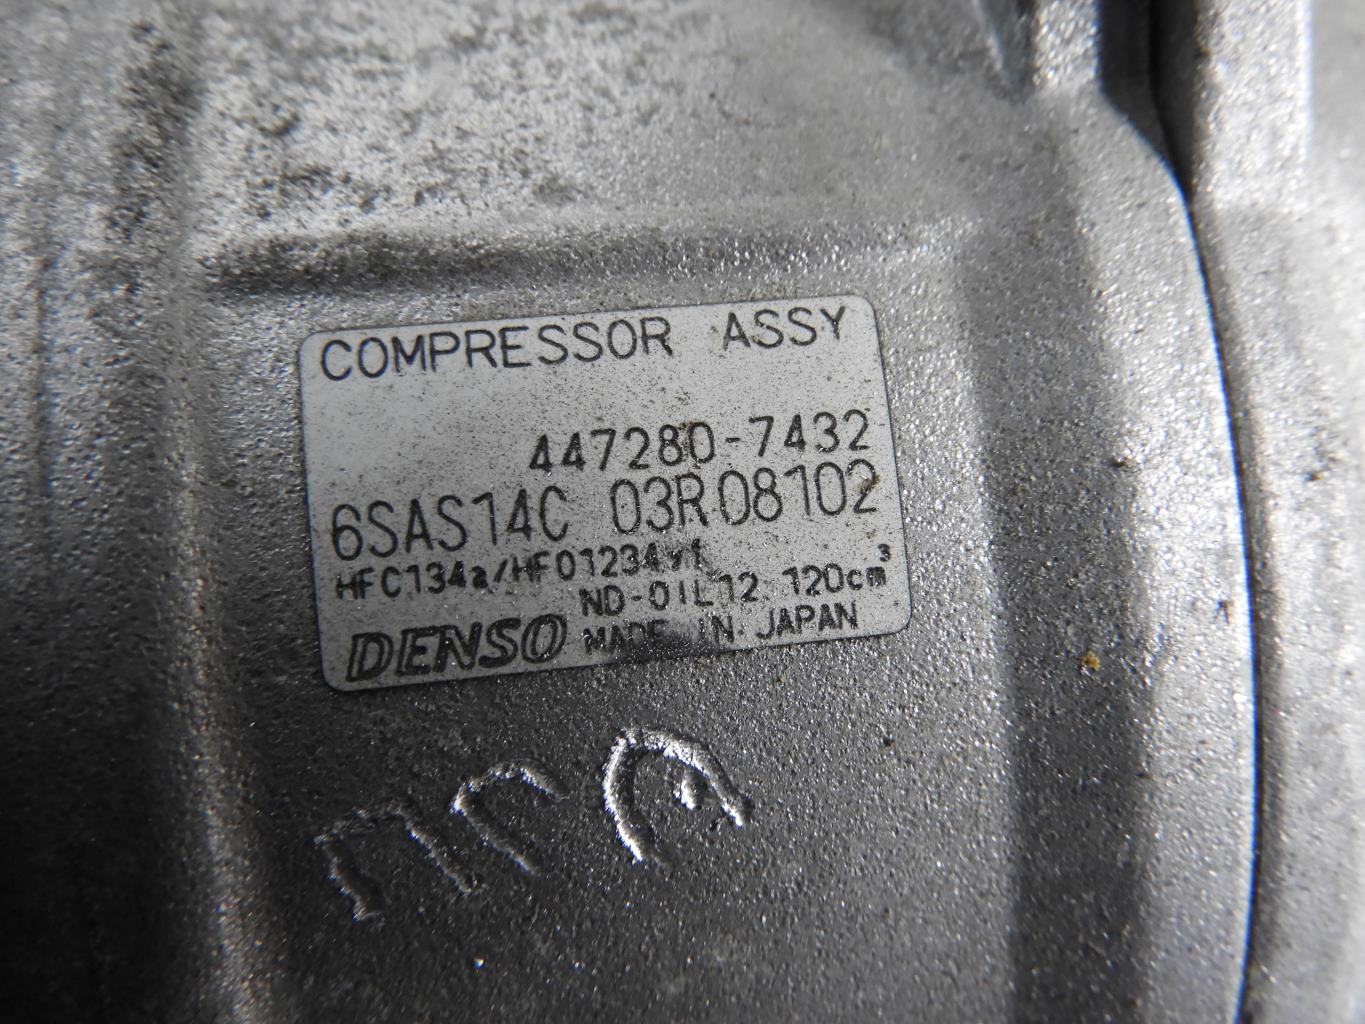 COMPRESSOR ASSY
447280-7432
6SAS14C 03R08102
HFC134a/HFO1234yf
ND-OIL12 120cm³
DENSO MADE IN JAPAN